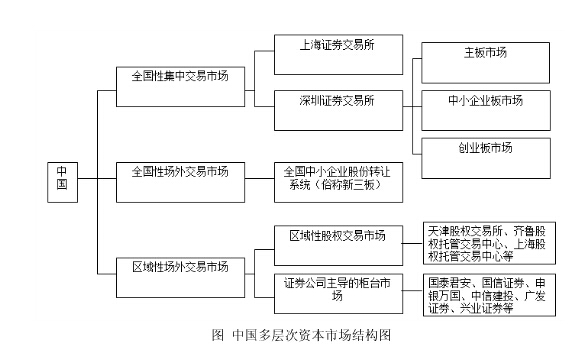 上海证券交易所
主板市场
全国性集中交易市场
深圳证券交易所
中小企业板市场
创业板市场
中
国
全国性场外交易市场
全国中小企业股份转让
系统（俗称新三板）
区域性股权交易市场
天津股权交易所、齐鲁股
权托管交易中心、上海股
权托管交易中心等
区域性场外交易市场
证券公司主导的柜台市
场
国泰君安、国信证券、申
银万国、中信建投、广发
证券、兴业证券等
图 中国多层次资本市场结构图